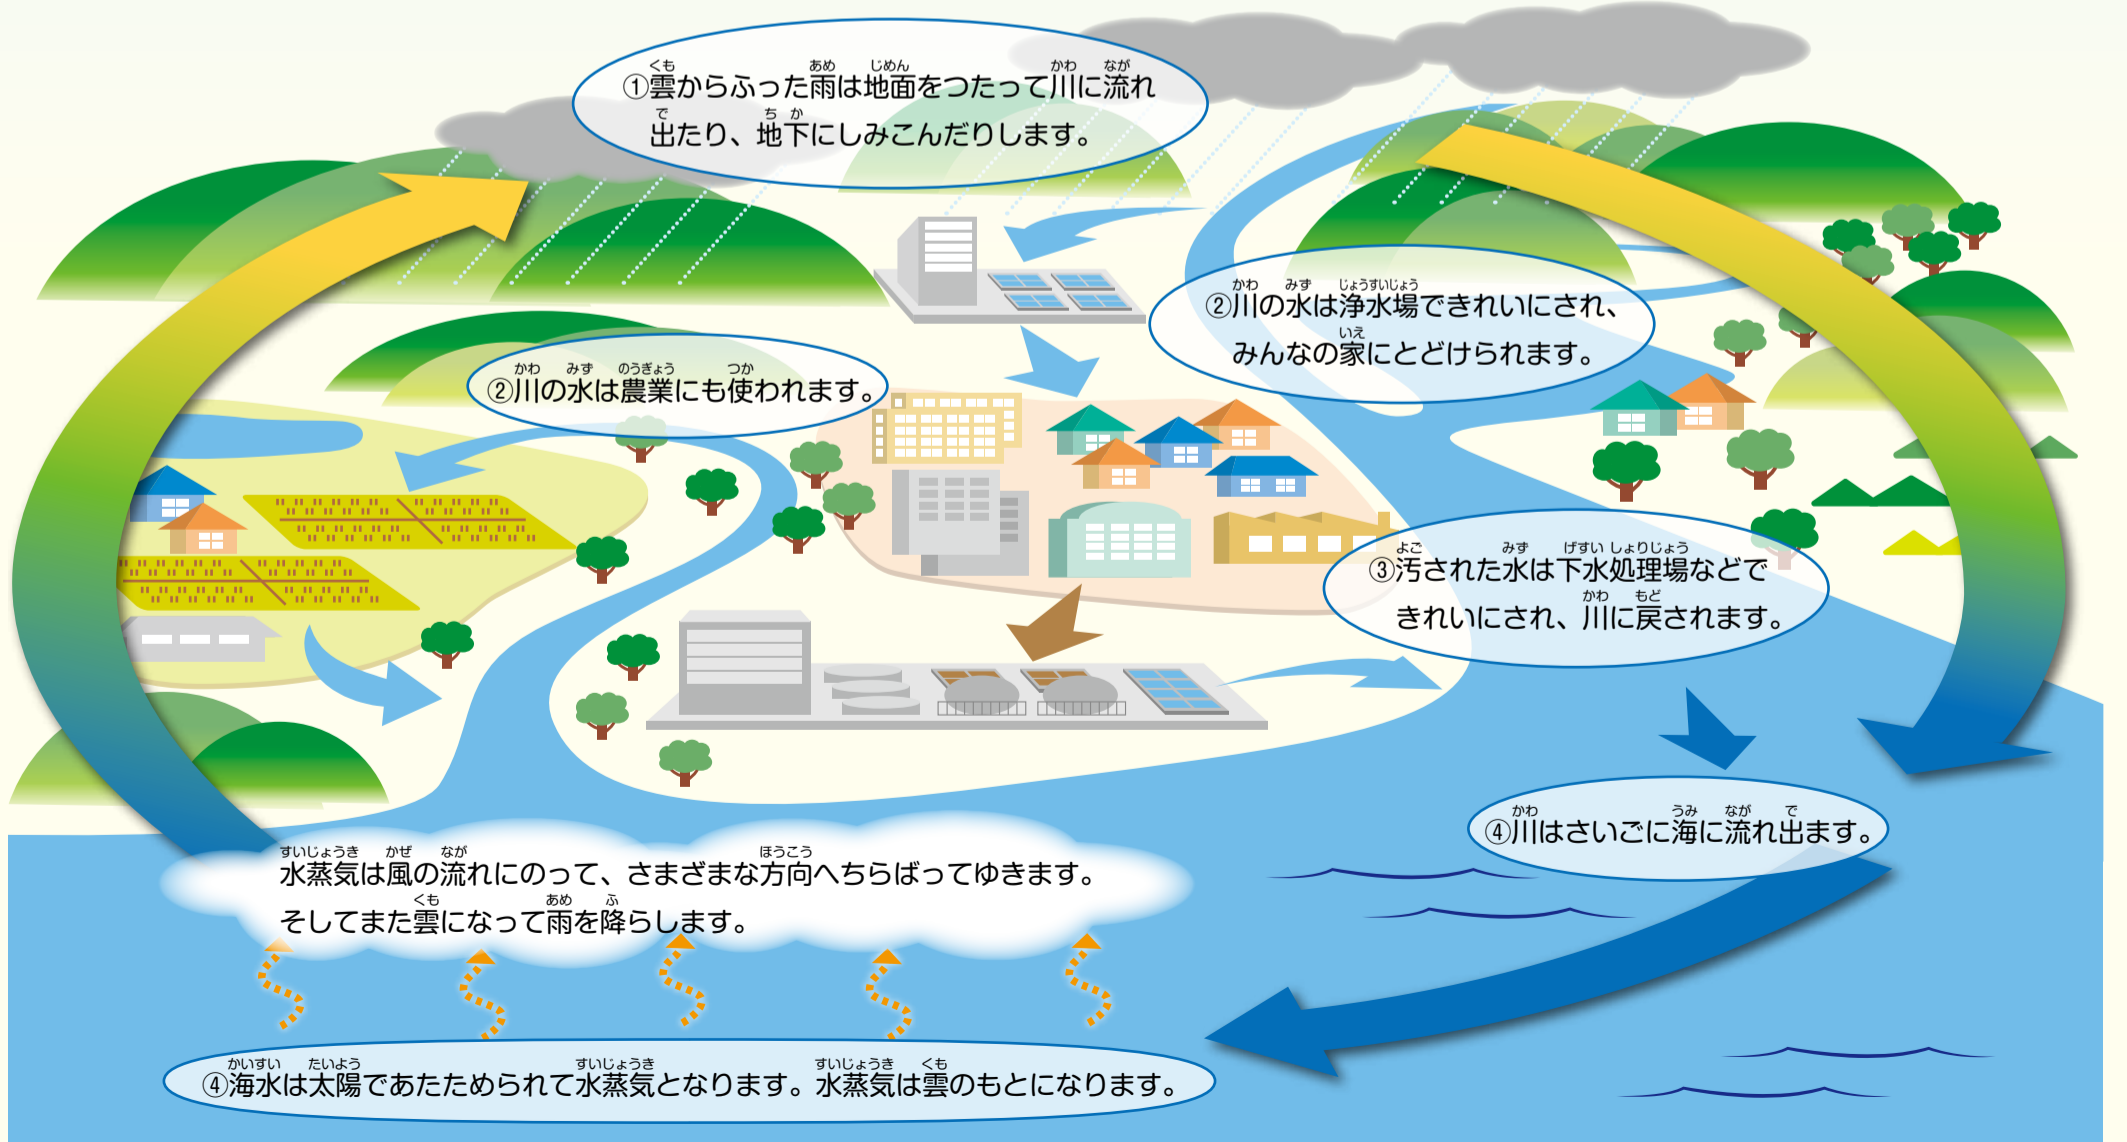 ①雲からふった雨は地面をつたって川に流れ
出たり、地下にしみこんだりします。
②川の水は浄水場できれいにされ、
みんなの家にとどけられます。
②川の水は農業にも使われます。
③汚された水は下水処理場などで
きれいにされ、川に戻されます。
④川はさいごに海に流れ出ます。
水蒸気は風の流れにのって、さまざまな方向へちらばってゆきます。
そしてまた雲になって雨を降らします。
④海水は太陽であたためられて水蒸気となります。水蒸気は雲のもとになります。